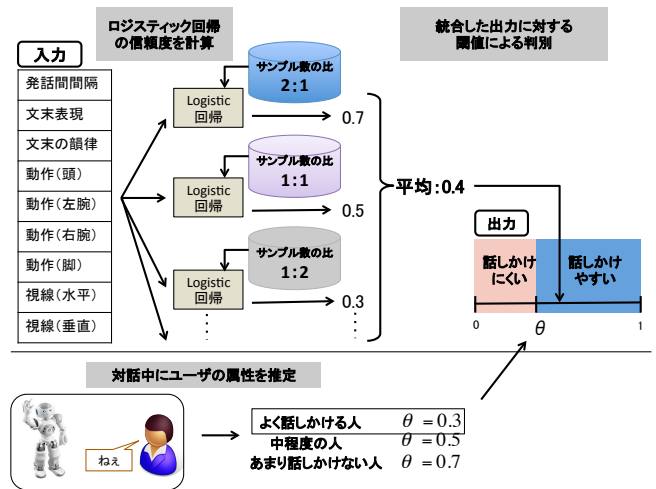 ロジスティック回帰
の信頼度を計算
統合した出力に対する
閾値による判別
入力
発話間間隔
文末表現
文末の韻律
動作(頭)
動作(左腕)
動作(右腕)
動作(脚)
視線(水平)
視線(垂直)
サンプル数の比
2:1
Logistic
回帰
0.7
サンプル数の比
1:1
Logistic
回帰
0.5
サンプル数の比
1:2
Logistic
回帰
0.3
平均:0.4
出力
話しかけ
にくい
話しかけ
やすい
0
θ
1
対話中にユーザの属性を推定
ねぇ
よく話しかける人 θ = 0.3
中程度の人 θ = 0.5
あまり話しかけない人 θ = 0.7